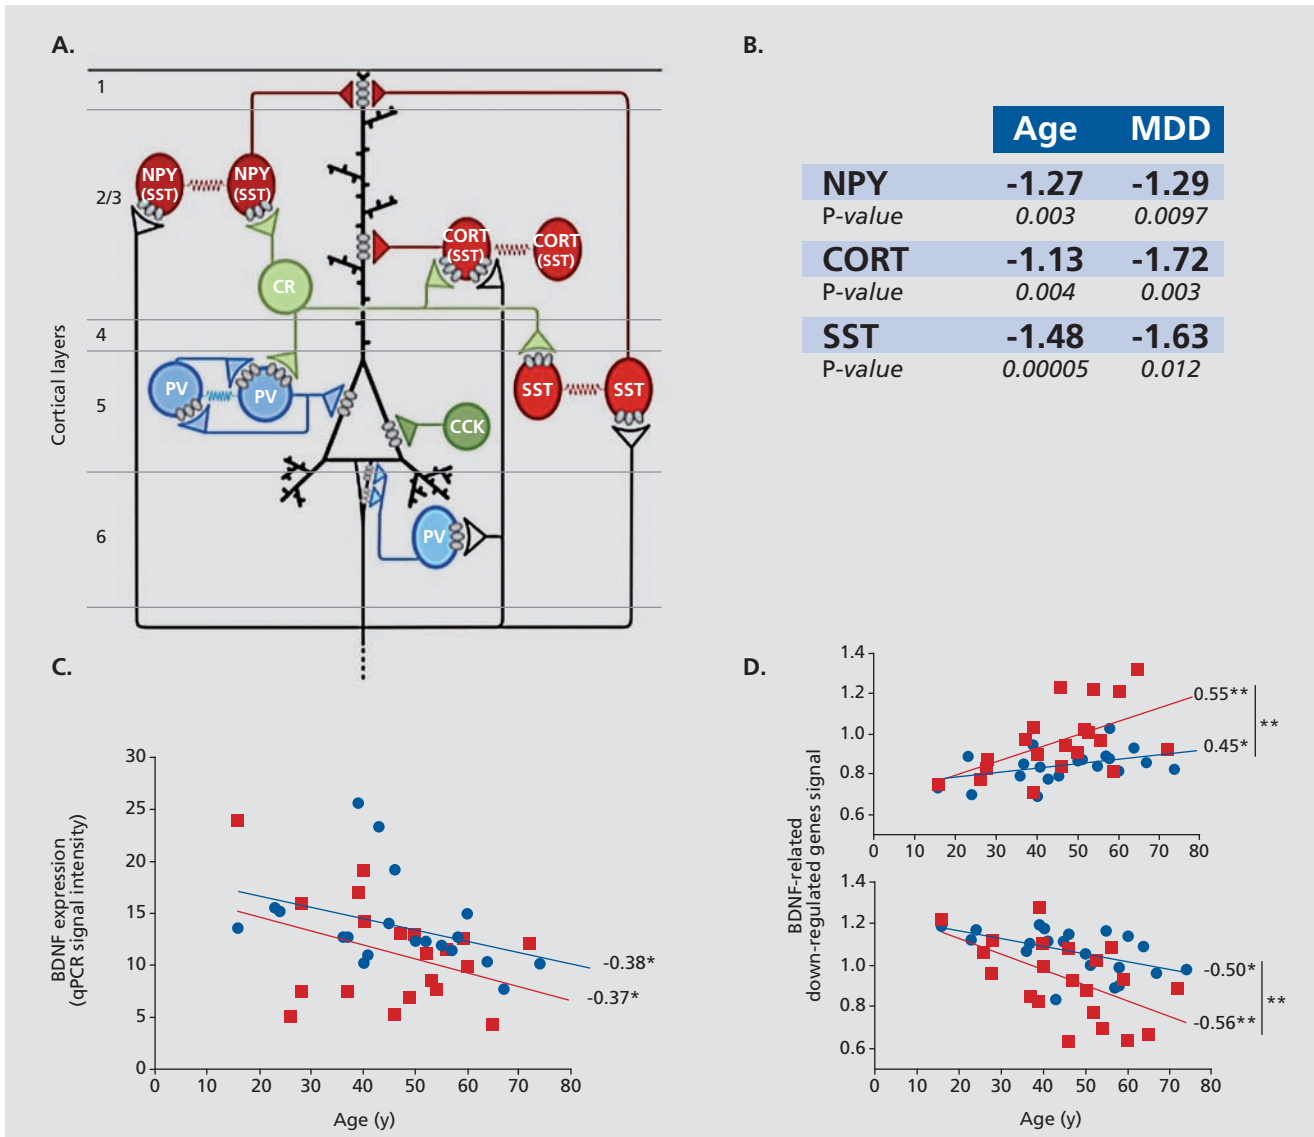 A.
1
NPY
(SST)
NPY
(SST)
2/3
CORT
(SST)
CORT
(SST)
CR
4
Cortical layers
PV
PV
5
SST
SST
CCK
6
PV
B.
Age MDD
NPY -1.27 -1.29
P-value 0.003 0.0097
CORT -1.13 -1.72
P-value 0.004 0.003
SST -1.48 -1.63
P-value 0.00005 0.012
C.
BDNF expression
(qPCR signal intensity)
30
25
20
15
10
5
0
-0.38*
-0.37*
0 10 20 30 40 50 60 70 80
Age (y)
D.
BDNF-related
down-regulated genes signal
1.4
1.2
1.0
0.8
0.6
0.55**
**
0.45*
0 10 20 30 40 50 60 70 80
1.4
1.2
1.0
0.8
0.6
-0.50*
**
-0.56**
0 10 20 30 40 50 60 70 80
Age (y)